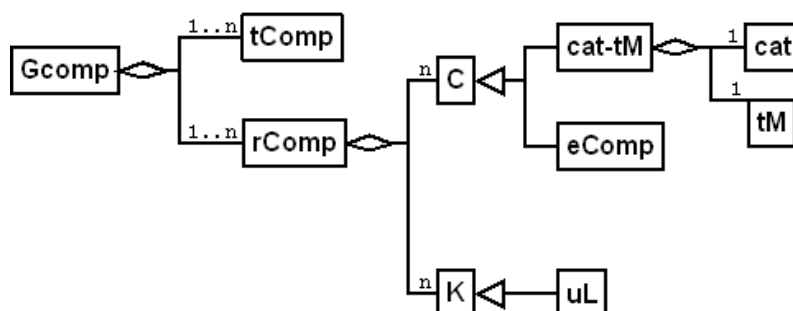 1..n
tComp
Gcomp
1..n
rComp
n
C
cat-tM
1
cat
1
tM
eComp
n
K
uL